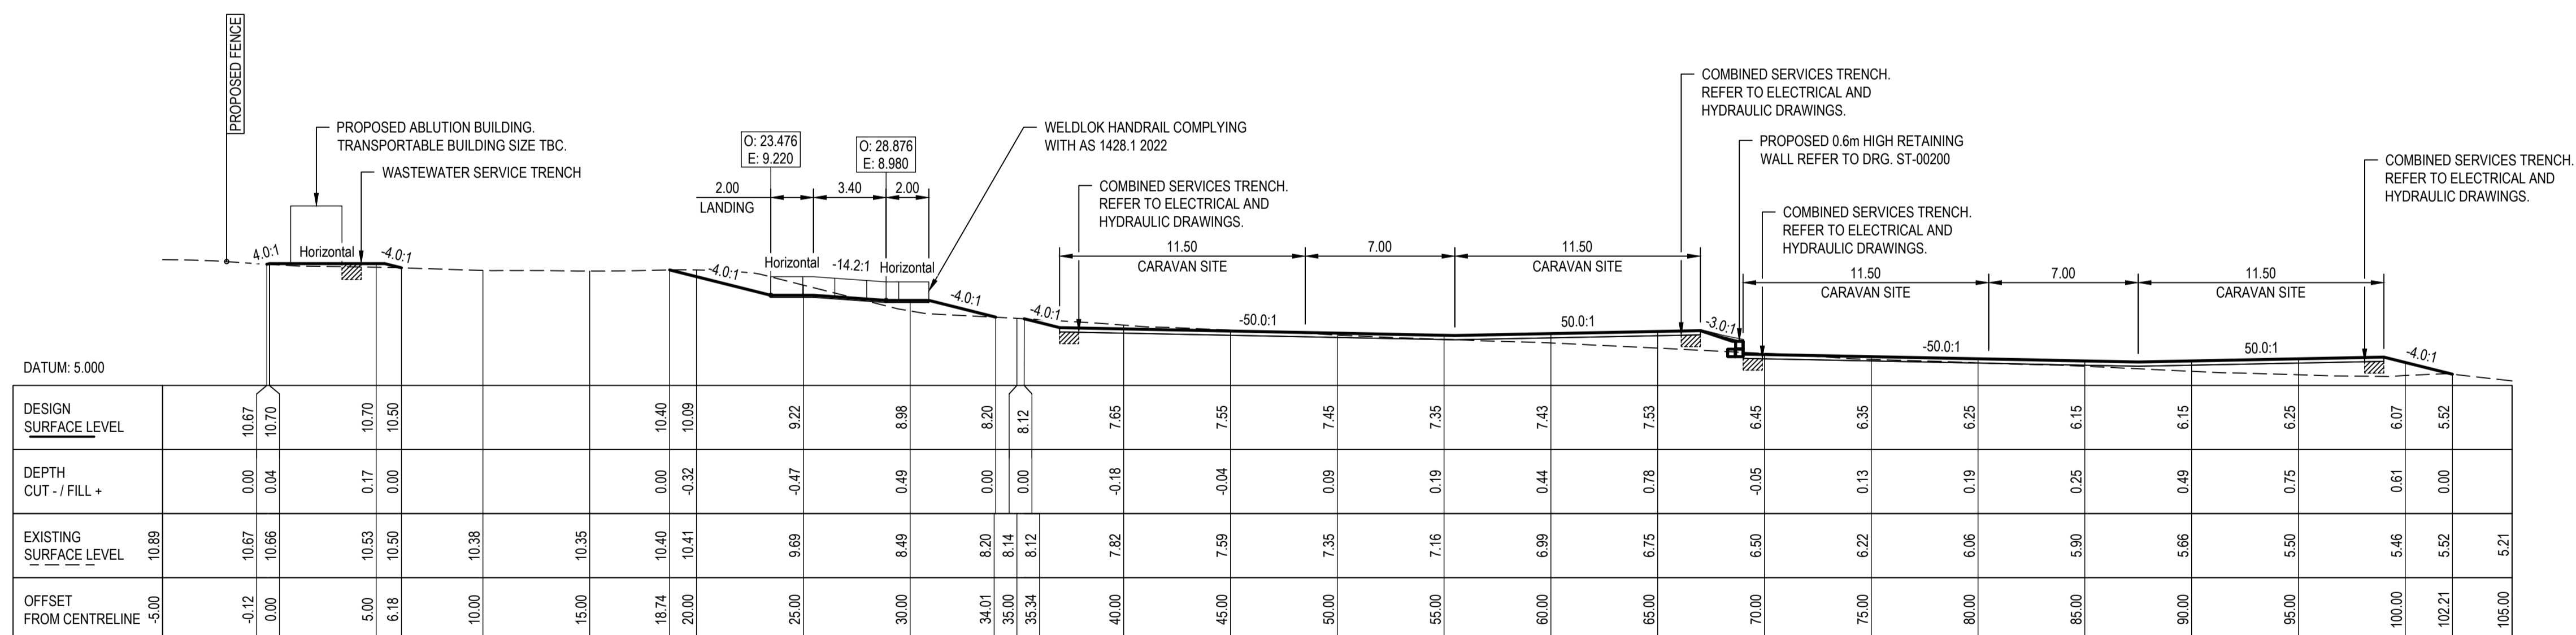 PROPOSED FENCE
PROPOSED ABLUTION BUILDING.
TRANSPORTABLE BUILDING SIZE TBC.
WASTEWATER SERVICE TRENCH
4.0:1
Horizontal
-4.0:1
2.00
LANDING
O: 23.476
E: 9.220
3.40
O: 28.876
E: 8.980
2.00
-4.0:1
Horizontal
-14.2:1
Horizontal
-4.0:1
WELDLOK HANDRAIL COMPLYING
WITH AS 1428.1 2022
-4.0:1
COMBINED SERVICES TRENCH.
REFER TO ELECTRICAL AND
HYDRAULIC DRAWINGS.
11.50
CARAVAN SITE
7.00
11.50
CARAVAN SITE
-50.0:1
50.0:1
COMBINED SERVICES TRENCH.
REFER TO ELECTRICAL AND
HYDRAULIC DRAWINGS.
PROPOSED 0.6m HIGH RETAINING
WALL REFER TO DRG. ST-00200
-3.0:1
COMBINED SERVICES TRENCH.
REFER TO ELECTRICAL AND
HYDRAULIC DRAWINGS.
11.50
CARAVAN SITE
7.00
11.50
CARAVAN SITE
-50.0:1
50.0:1
COMBINED SERVICES TRENCH.
REFER TO ELECTRICAL AND
HYDRAULIC DRAWINGS.
-4.0:1
DATUM: 5.000
DESIGN
SURFACE LEVEL
10.67 10.70 10.70 10.50 10.40 10.09 9.22 8.98 8.20 8.12 7.65 7.55 7.45 7.35 7.43 7.53 6.45 6.35 6.25 6.15 6.15 6.25 6.07 5.52
DEPTH
CUT - / FILL +
0.00 0.04 0.17 0.00 0.00 -0.32 -0.47 0.49 0.00 0.00 -0.18 -0.04 0.09 0.19 0.44 0.78 -0.05 0.13 0.19 0.25 0.49 0.75 0.61 0.00
EXISTING
SURFACE LEVEL
10.89 10.67 10.66 10.53 10.50 10.38 10.35 10.40 10.41 9.69 8.49 8.20 8.14 8.12 7.82 7.59 7.35 7.16 6.99 6.75 6.50 6.22 6.06 5.90 5.66 5.50 5.46 5.52 5.21
OFFSET
FROM CENTRELINE
-5.00 -0.12 0.00 5.00 6.18 10.00 15.00 18.74 20.00 25.00 30.00 34.01 35.00 35.34 40.00 45.00 50.00 55.00 60.00 65.00 70.00 75.00 80.00 85.00 90.00 95.00 100.00 102.21 105.00